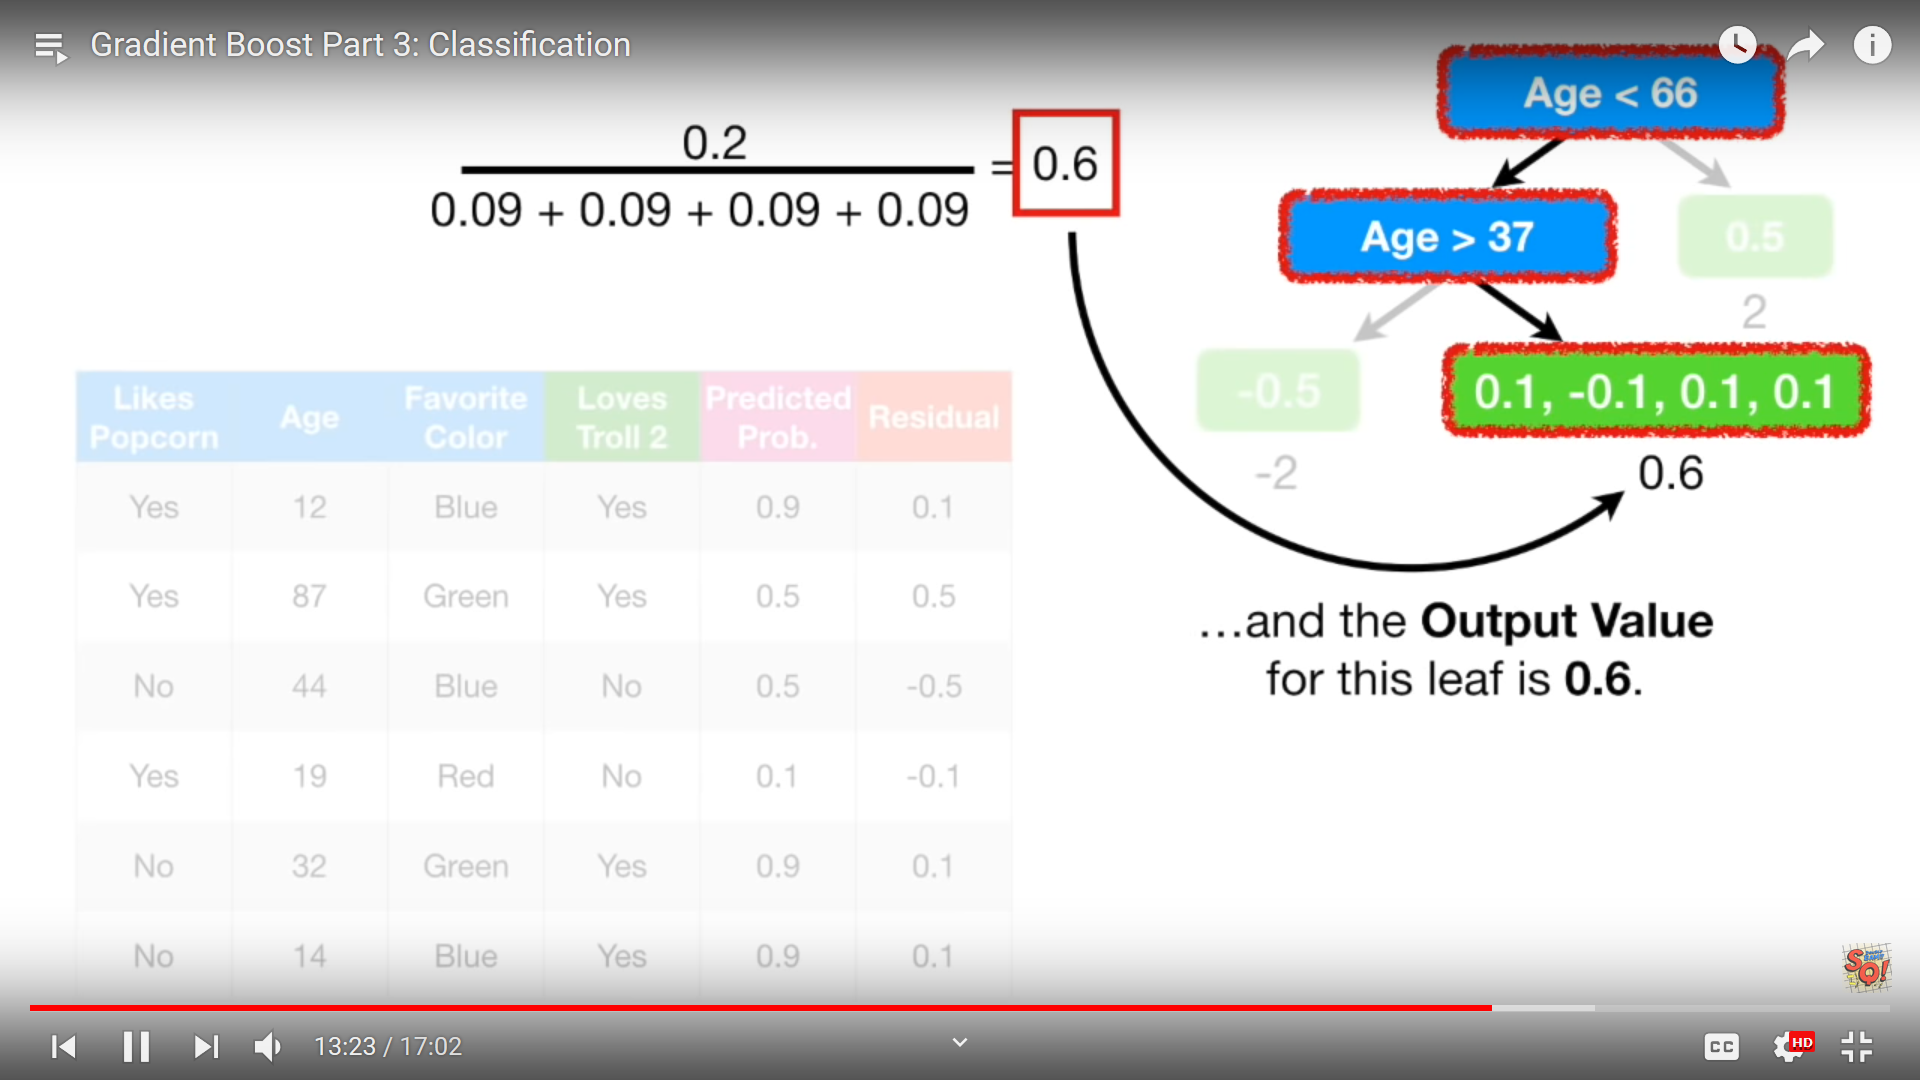 Gradient Boost Part 3: Classification
Age < 66
0.2
0.09 + 0.09 + 0.09 + 0.09
= 0.6
Age > 37
0.5
2
-0.5
0.1, -0.1, 0.1, 0.1
-2
0.6
…and the Output Value
for this leaf is 0.6.
Likes Popcorn Age Favorite Color Loves Troll 2 Predicted Prob. Residual
Yes 12 Blue Yes 0.9 0.1
Yes 87 Green Yes 0.5 0.5
No 44 Blue No 0.5 -0.5
Yes 19 Red No 0.1 -0.1
No 32 Green Yes 0.9 0.1
No 14 Blue Yes 0.9 0.1
SQ!
13:23 / 17:02
CC
HD